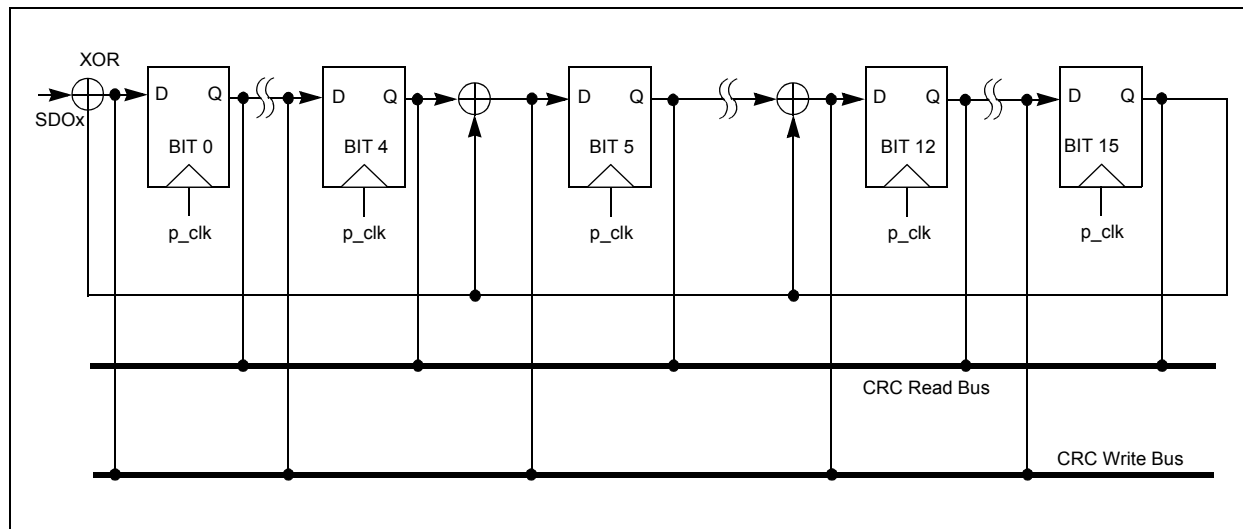 XOR
SDOx
D Q
BIT 0
p_clk
D Q
BIT 4
p_clk
D Q
BIT 5
p_clk
D Q
BIT 12
p_clk
D Q
BIT 15
p_clk
CRC Read Bus
CRC Write Bus